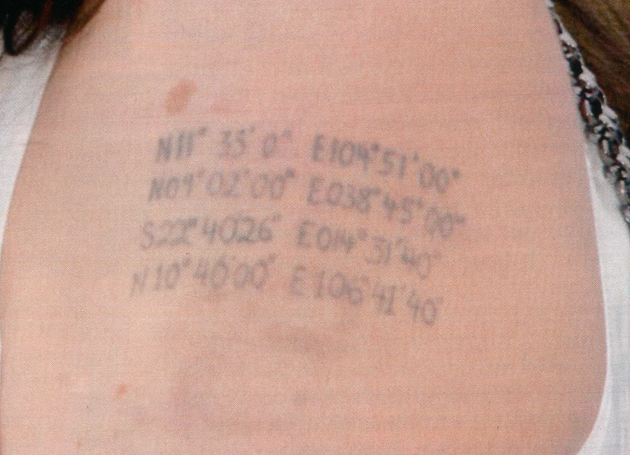 N11° 33' 0" E104° 51' 00"
N09° 02' 00" E038° 45' 00"
S22° 40'26" E014° 31' 40"
N10° 46'00" E106° 41' 40"